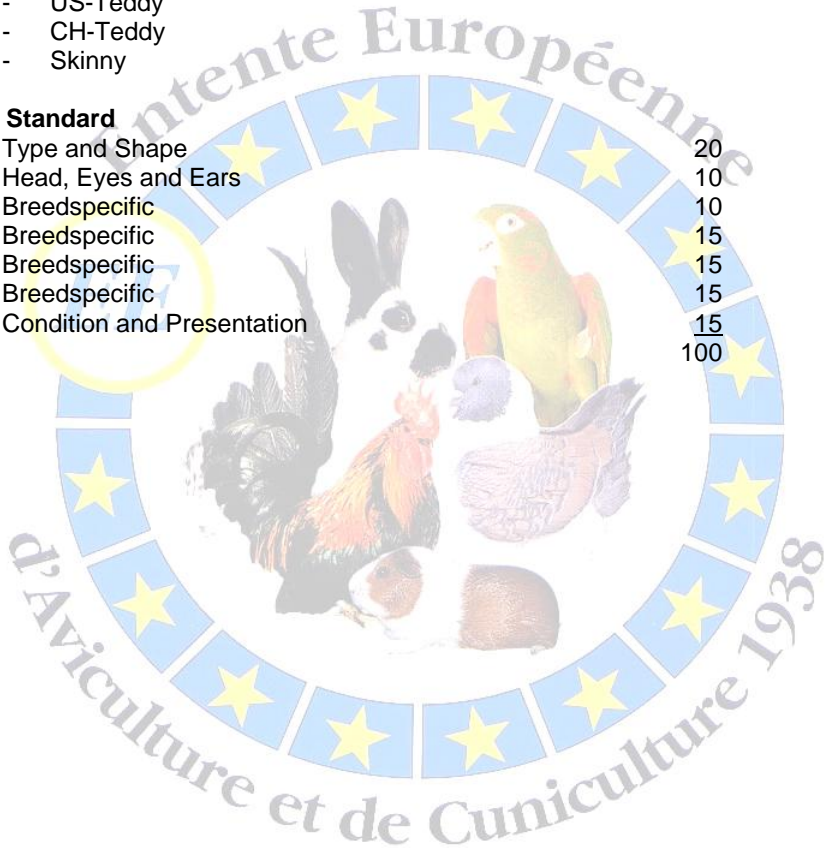 - US-Teddy
- CH-Teddy
- Skinny
Standard
Type and Shape 20
Head, Eyes and Ears 10
Breedspecific 10
Breedspecific 15
Breedspecific 15
Breedspecific 15
Condition and Presentation 15
100
Entente Européenne
EE
d'Aviculture et de Cuniculture 1938